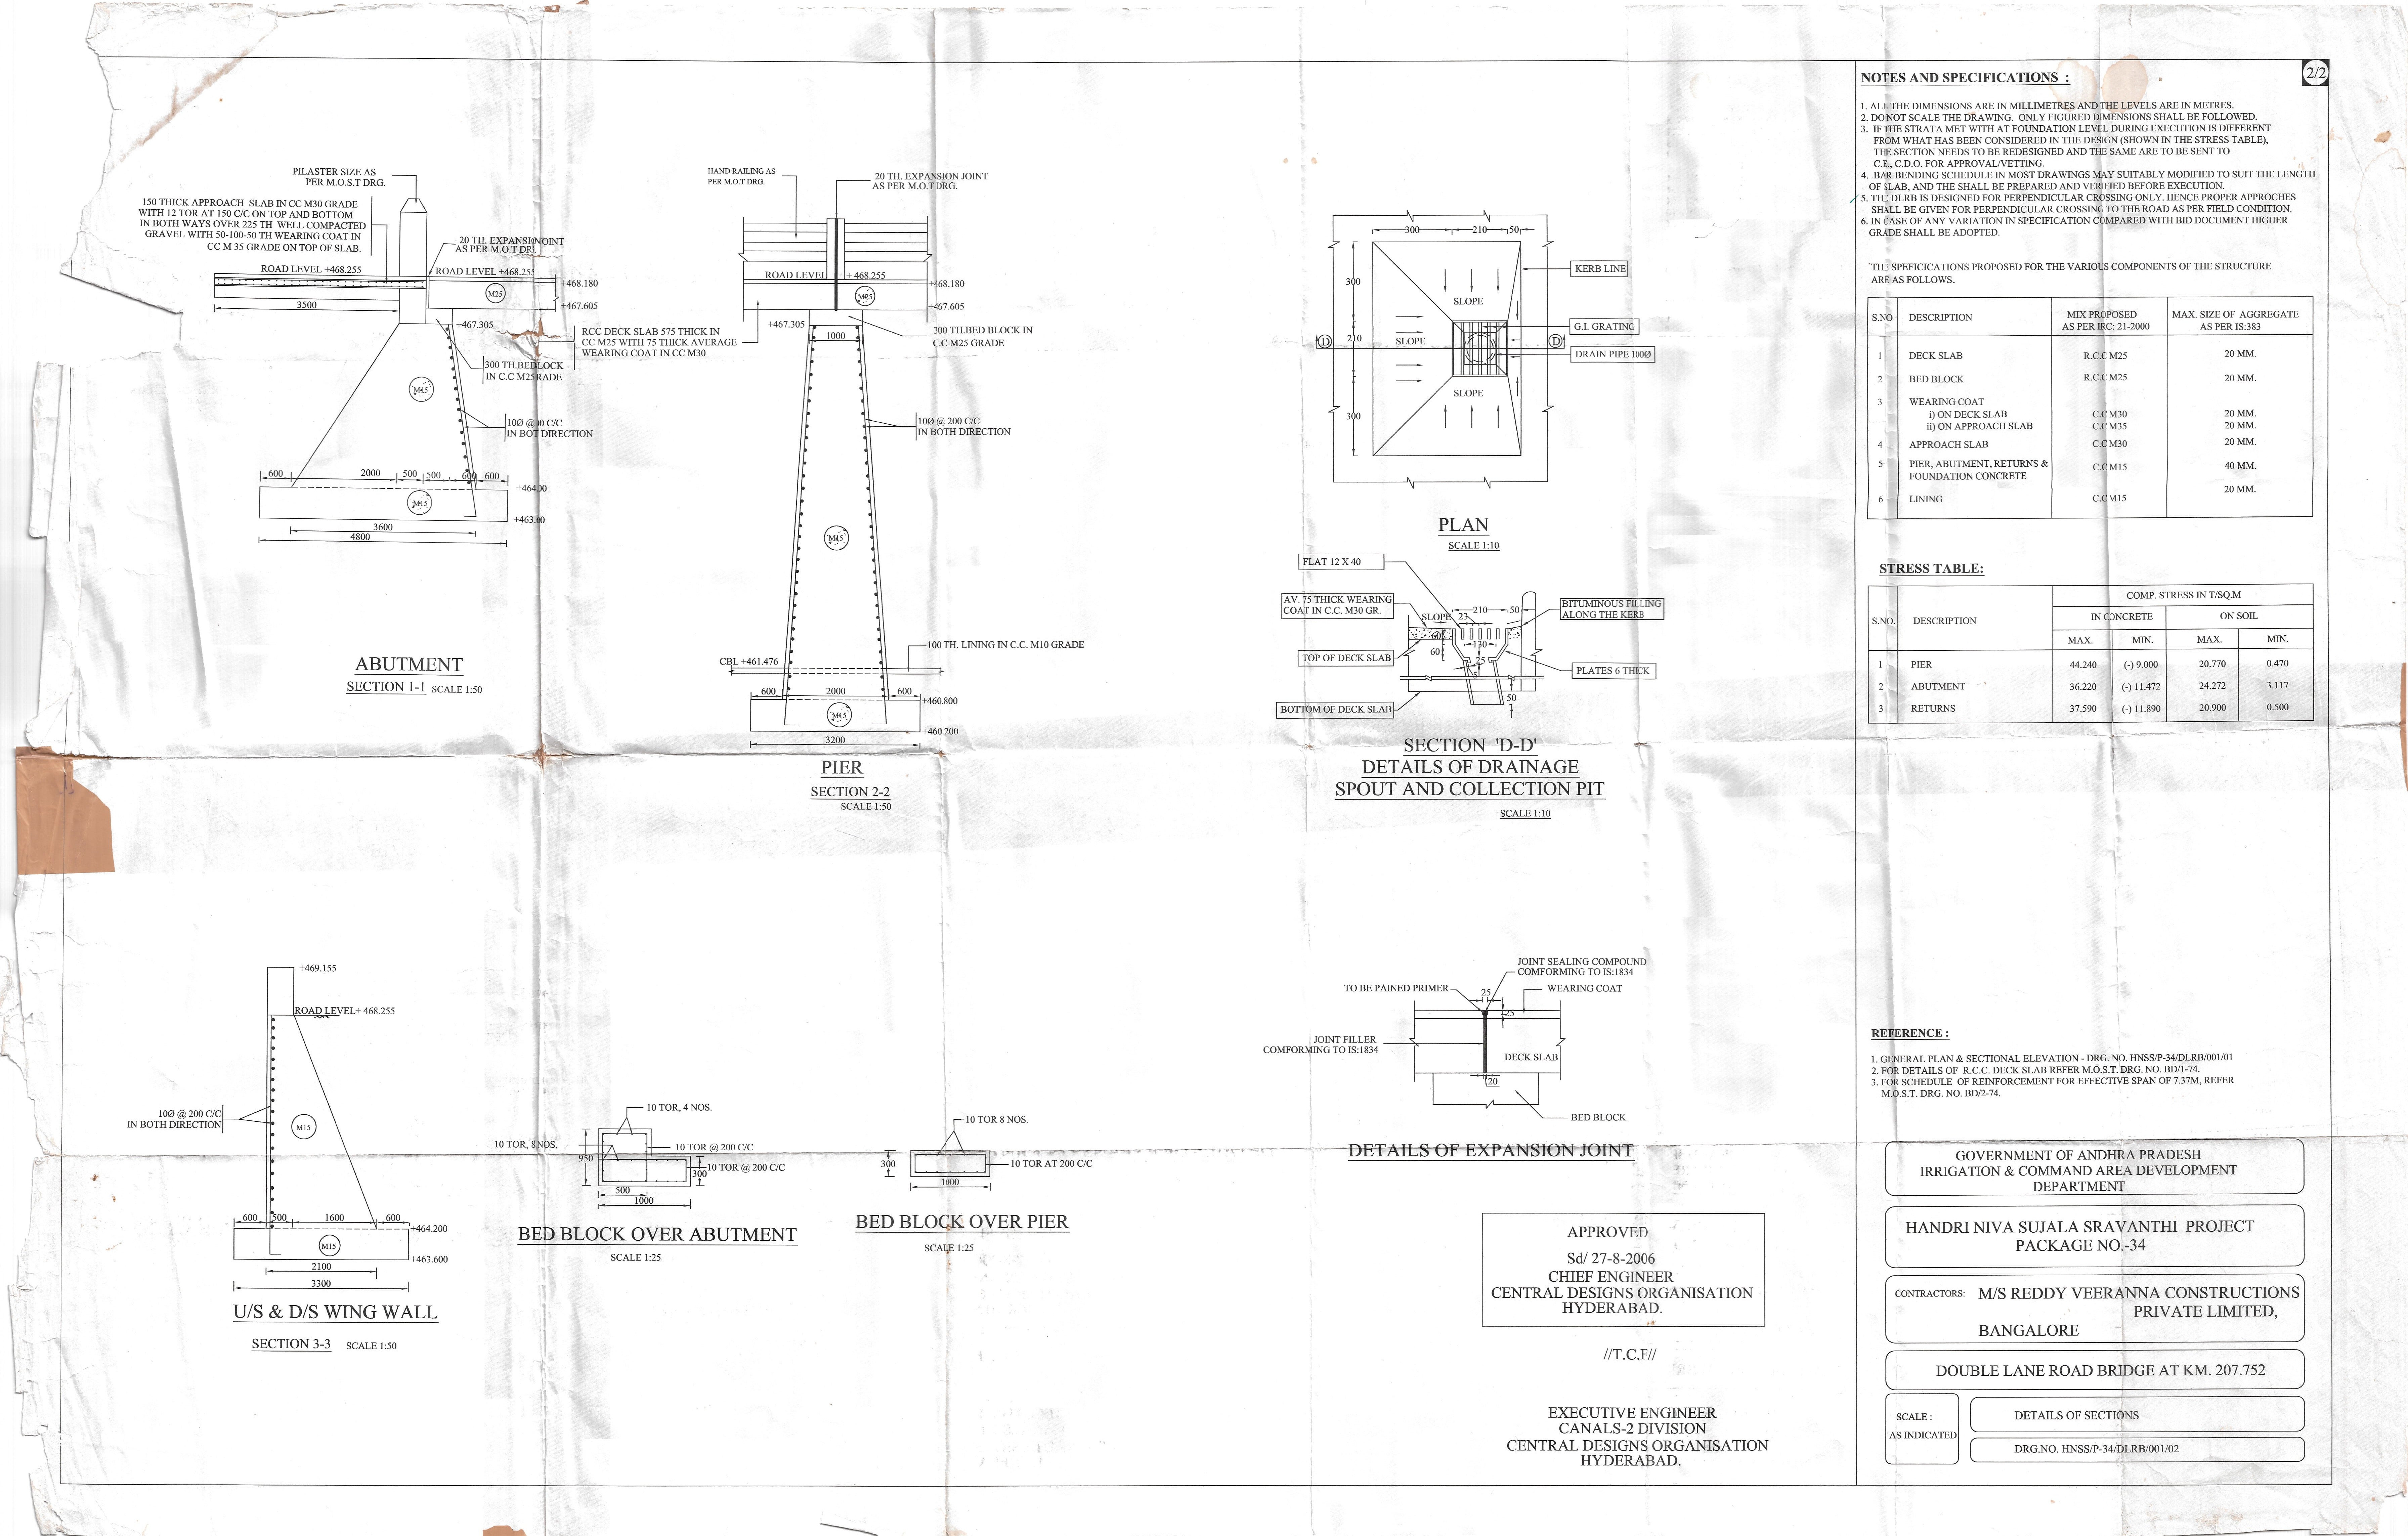 2/2
PILASTER SIZE AS
PER M.O.S.T DRG.
150 THICK APPROACH SLAB IN CC M30 GRADE
WITH 12 TOR AT 150 C/C ON TOP AND BOTTOM
IN BOTH WAYS OVER 225 TH WELL COMPACTED
GRAVEL WITH 50-100-50 TH WEARING COAT IN
CC M 35 GRADE ON TOP OF SLAB.
20 TH.
AS PER M.O.T
ROAD LEVEL +468.255
ROAD LEVEL +468.255
+468.180
M25
3500
+467.605
+467.305
RCC DECK SLAB 575 THICK IN
CC M25 WITH 75 THICK AVERAGE
WEARING COAT IN CC M30
300
IN C.C
M15
10Ø @
C/C
IN
DIRECTION
600
2000
500
500
600
600
M15
3600
4800
ABUTMENT
SECTION 1-1 SCALE 1:50
HAND RAILING AS
PER M.O.T DRG.
20 TH. EXPANSION JOINT
AS PER M.O.T DRG.
ROAD LEVEL + 468.255
+468.180
M25
+467.605
+467.305
300 TH.BED BLOCK IN
C.C M25 GRADE
1000
10Ø @ 200 C/C
IN BOTH DIRECTION
M15
100 TH. LINING IN C.C. M10 GRADE
CBL +461.476
600
2000
600
+460.800
M15
+460.200
3200
PIER
SECTION 2-2
SCALE 1:50
300
210
50
300
KERB LINE
SLOPE
G.I. GRATING
D
210
SLOPE
D
DRAIN PIPE 100Ø
SLOPE
300
PLAN
SCALE 1:10
FLAT 12 X 40
AV. 75 THICK WEARING
COAT IN C.C. M30 GR.
210
50
BITUMINOUS FILLING
ALONG THE KERB
SLOPE
23
60
130
60
TOP OF DECK SLAB
25
PLATES 6 THICK
5
50
BOTTOM OF DECK SLAB
SECTION 'D-D'
DETAILS OF DRAINAGE
SPOUT AND COLLECTION PIT
SCALE 1:10
+469.155
ROAD LEVEL+ 468.255
10Ø @ 200 C/C
IN BOTH DIRECTION
M15
600
500
1600
600
+464.200
M15
+463.600
2100
3300
U/S & D/S WING WALL
SECTION 3-3 SCALE 1:50
10 TOR, 4 NOS.
10 TOR, 8 NOS.
10 TOR @ 200 C/C
950
10 TOR @ 200 C/C
300
500
1000
BED BLOCK OVER ABUTMENT
SCALE 1:25
10 TOR 8 NOS.
300
10 TOR AT 200 C/C
1000
BED BLOCK OVER PIER
SCALE 1:25
JOINT SEALING COMPOUND
COMFORMING TO IS:1834
TO BE PAINED PRIMER
25
WEARING COAT
25
JOINT FILLER
COMFORMING TO IS:1834
DECK SLAB
20
BED BLOCK
DETAILS OF EXPANSION JOINT
APPROVED
Sd/ 27-8-2006
CHIEF ENGINEER
CENTRAL DESIGNS ORGANISATION
HYDERABAD.
//T.C.F//
EXECUTIVE ENGINEER
CANALS-2 DIVISION
CENTRAL DESIGNS ORGANISATION
HYDERABAD.
NOTES AND SPECIFICATIONS :
1. ALL THE DIMENSIONS ARE IN MILLIMETRES AND THE LEVELS ARE IN METRES.
2. DO NOT SCALE THE DRAWING. ONLY FIGURED DIMENSIONS SHALL BE FOLLOWED.
3. IF THE STRATA MET WITH AT FOUNDATION LEVEL DURING EXECUTION IS DIFFERENT
FROM WHAT HAS BEEN CONSIDERED IN THE DESIGN (SHOWN IN THE STRESS TABLE),
THE SECTION NEEDS TO BE REDESIGNED AND THE SAME ARE TO BE SENT TO
C.E., C.D.O. FOR APPROVAL/VETTING.
4. BAR BENDING SCHEDULE IN MOST DRAWINGS MAY SUITABLY MODIFIED TO SUIT THE LENGTH
OF SLAB, AND THE SHALL BE PREPARED AND VERIFIED BEFORE EXECUTION.
5. THE DLRB IS DESIGNED FOR PERPENDICULAR CROSSING ONLY. HENCE PROPER APPROCHES
SHALL BE GIVEN FOR PERPENDICULAR CROSSING TO THE ROAD AS PER FIELD CONDITION.
6. IN CASE OF ANY VARIATION IN SPECIFICATION COMPARED WITH BID DOCUMENT HIGHER
GRADE SHALL BE ADOPTED.
THE SPEFICICATIONS PROPOSED FOR THE VARIOUS COMPONENTS OF THE STRUCTURE
ARE AS FOLLOWS.
S.NO DESCRIPTION MIX PROPOSED AS PER IRC: 21-2000 MAX. SIZE OF AGGREGATE AS PER IS:383
1 DECK SLAB R.C.C M25 20 MM.
2 BED BLOCK R.C.C M25 20 MM.
3 WEARING COAT
i) ON DECK SLAB C.C M30 20 MM.
ii) ON APPROACH SLAB C.C M35 20 MM.
4 APPROACH SLAB C.C M30 20 MM.
5 PIER, ABUTMENT, RETURNS & C.C M15 40 MM.
FOUNDATION CONCRETE
20 MM.
6 LINING C.C M15
STRESS TABLE:
COMP. STRESS IN T/SQ.M
S.NO. DESCRIPTION IN CONCRETE ON SOIL
MAX. MIN. MAX. MIN.
1 PIER 44.240 (-) 9.000 20.770 0.470
2 ABUTMENT 36.220 (-) 11.472 24.272 3.117
3 RETURNS 37.590 (-) 11.890 20.900 0.500
REFERENCE :
1. GENERAL PLAN & SECTIONAL ELEVATION - DRG. NO. HNSS/P-34/DLRB/001/01
2. FOR DETAILS OF R.C.C. DECK SLAB REFER M.O.S.T. DRG. NO. BD/1-74.
3. FOR SCHEDULE OF REINFORCEMENT FOR EFFECTIVE SPAN OF 7.37M, REFER
M.O.S.T. DRG. NO. BD/2-74.
GOVERNMENT OF ANDHRA PRADESH
IRRIGATION & COMMAND AREA DEVELOPMENT
DEPARTMENT
HANDRI NIVA SUJALA SRAVANTHI PROJECT
PACKAGE NO.-34
CONTRACTORS: M/S REDDY VEERANNA CONSTRUCTIONS
PRIVATE LIMITED,
BANGALORE
DOUBLE LANE ROAD BRIDGE AT KM. 207.752
SCALE :
AS INDICATED
DETAILS OF SECTIONS
DRG.NO. HNSS/P-34/DLRB/001/02